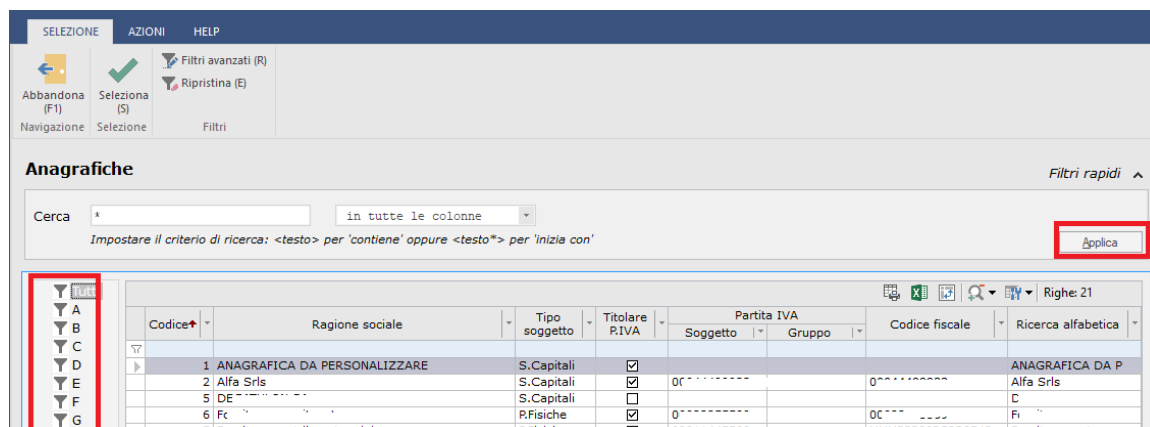 SELEZIONE AZIONI HELP
Filtri avanzati (R)
Ripristina (E)
Abbandona (F1)
Seleziona (S)
Navigazione Selezione Filtri
Anagrafiche
Filtri rapidi
Cerca * in tutte le colonne
Impostare il criterio di ricerca: <testo> per 'contiene' oppure <testo*> per 'inizia con'
Applica
Tutti
A
B
C
D
E
F
G
Righe: 21
Codice Ragione sociale Tipo soggetto Titolare P.IVA Partita IVA Soggetto Gruppo Codice fiscale Ricerca alfabetica
1 ANAGRAFICA DA PERSONALIZZARE S.Capitali ANAGRAFICA DA P
2 Alfa Srls S.Capitali Alfa Srls
5 S.Capitali
6 P.Fisiche